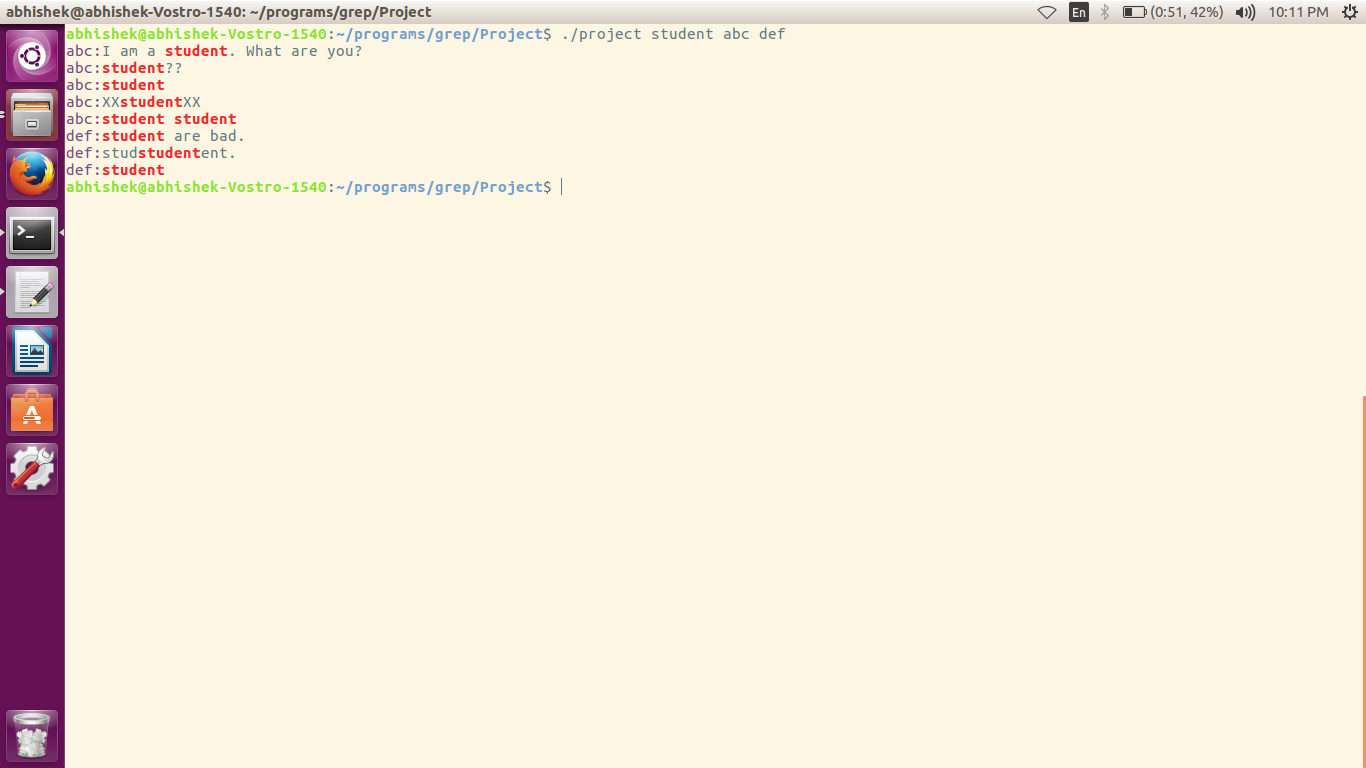 abhishek@abhishek-Vostro-1540: ~/programs/grep/Project
En
(0:51, 42%)
10:11 PM
abhishek@abhishek-Vostro-1540:~/programs/grep/Project$ ./project student abc def
abc:I am a student. What are you?
abc:student??
abc:student
abc:XXstudentXX
abc:student student
def:student are bad.
def:studstudentent.
def:student
abhishek@abhishek-Vostro-1540:~/programs/grep/Project$